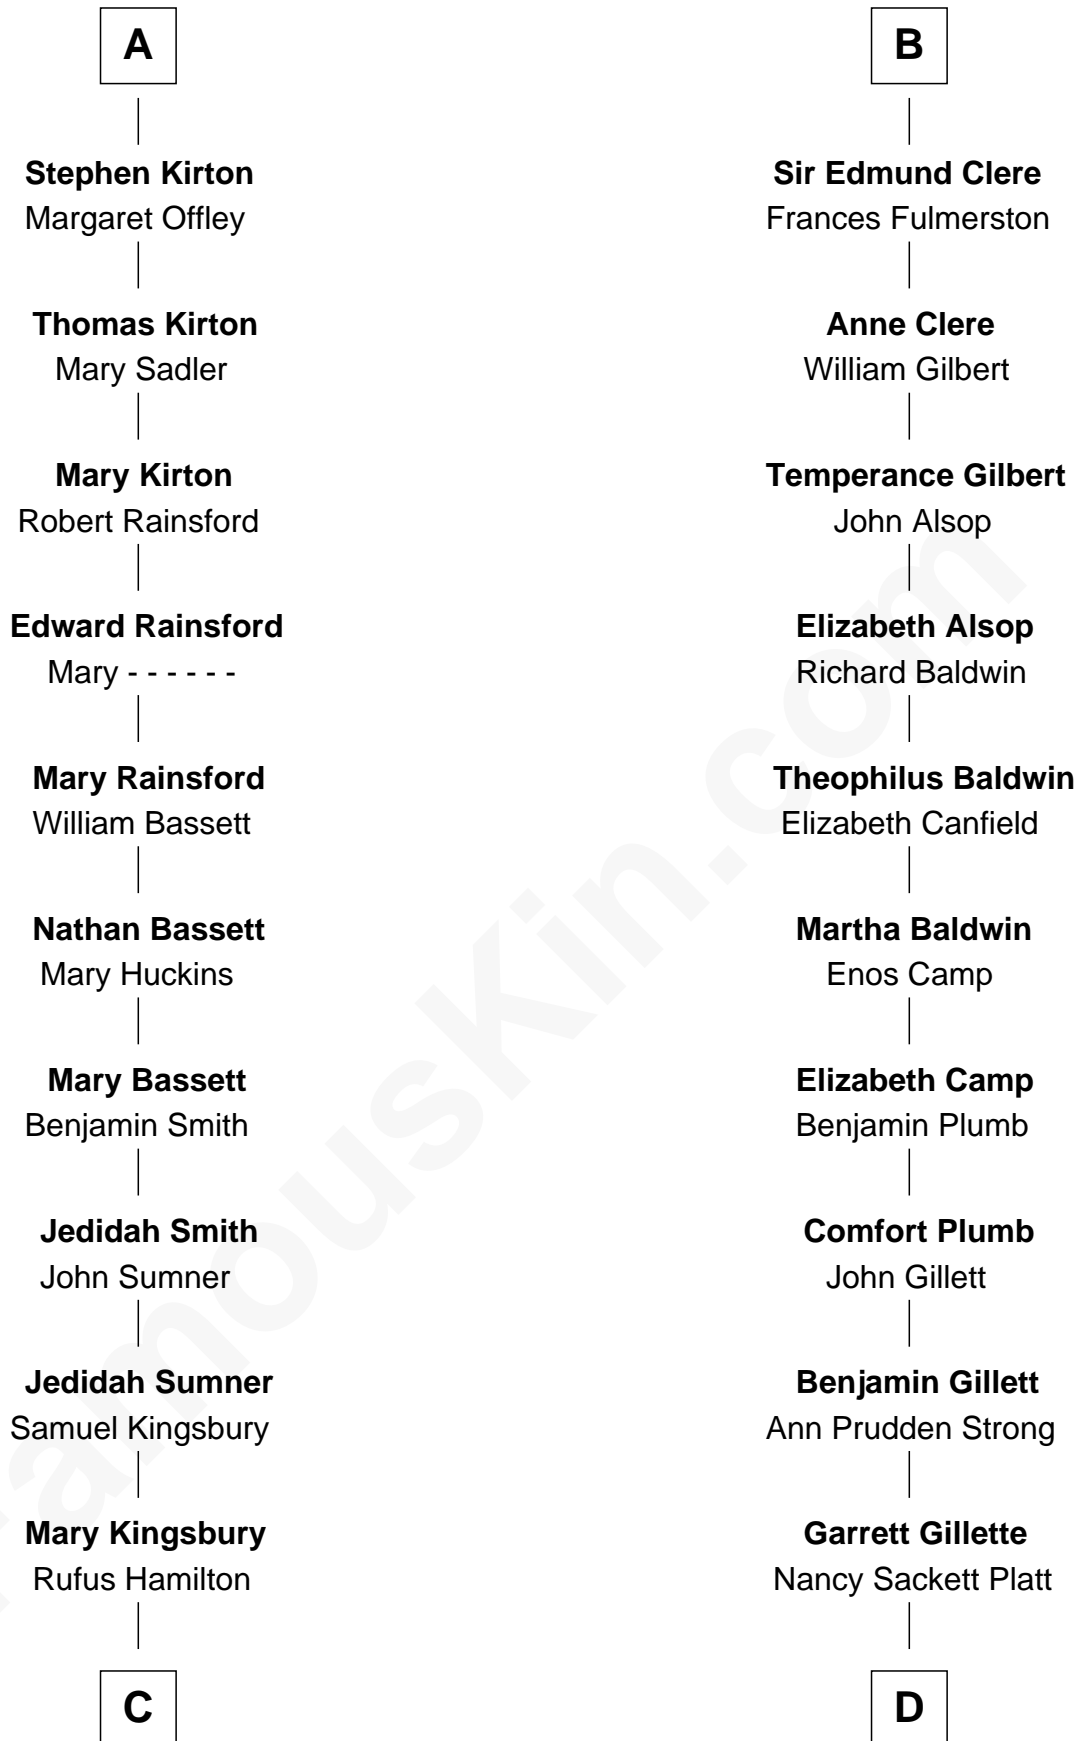 A
Stephen Kirton
Margaret Offley
Thomas Kirton
Mary Sadler
Mary Kirton
Robert Rainsford
Edward Rainsford
Mary - - - - - -
Mary Rainsford
William Bassett
Nathan Bassett
Mary Huckins
Mary Bassett
Benjamin Smith
Jedidah Smith
John Sumner
Jedidah Sumner
Samuel Kingsbury
Mary Kingsbury
Rufus Hamilton
C
B
Sir Edmund Clere
Frances Fulmerston
Anne Clere
William Gilbert
Temperance Gilbert
John Alsop
Elizabeth Alsop
Richard Baldwin
Theophilus Baldwin
Elizabeth Canfield
Martha Baldwin
Enos Camp
Elizabeth Camp
Benjamin Plumb
Comfort Plumb
John Gillett
Benjamin Gillett
Ann Prudden Strong
Garrett Gillette
Nancy Sackett Platt
D
FamousKin.com